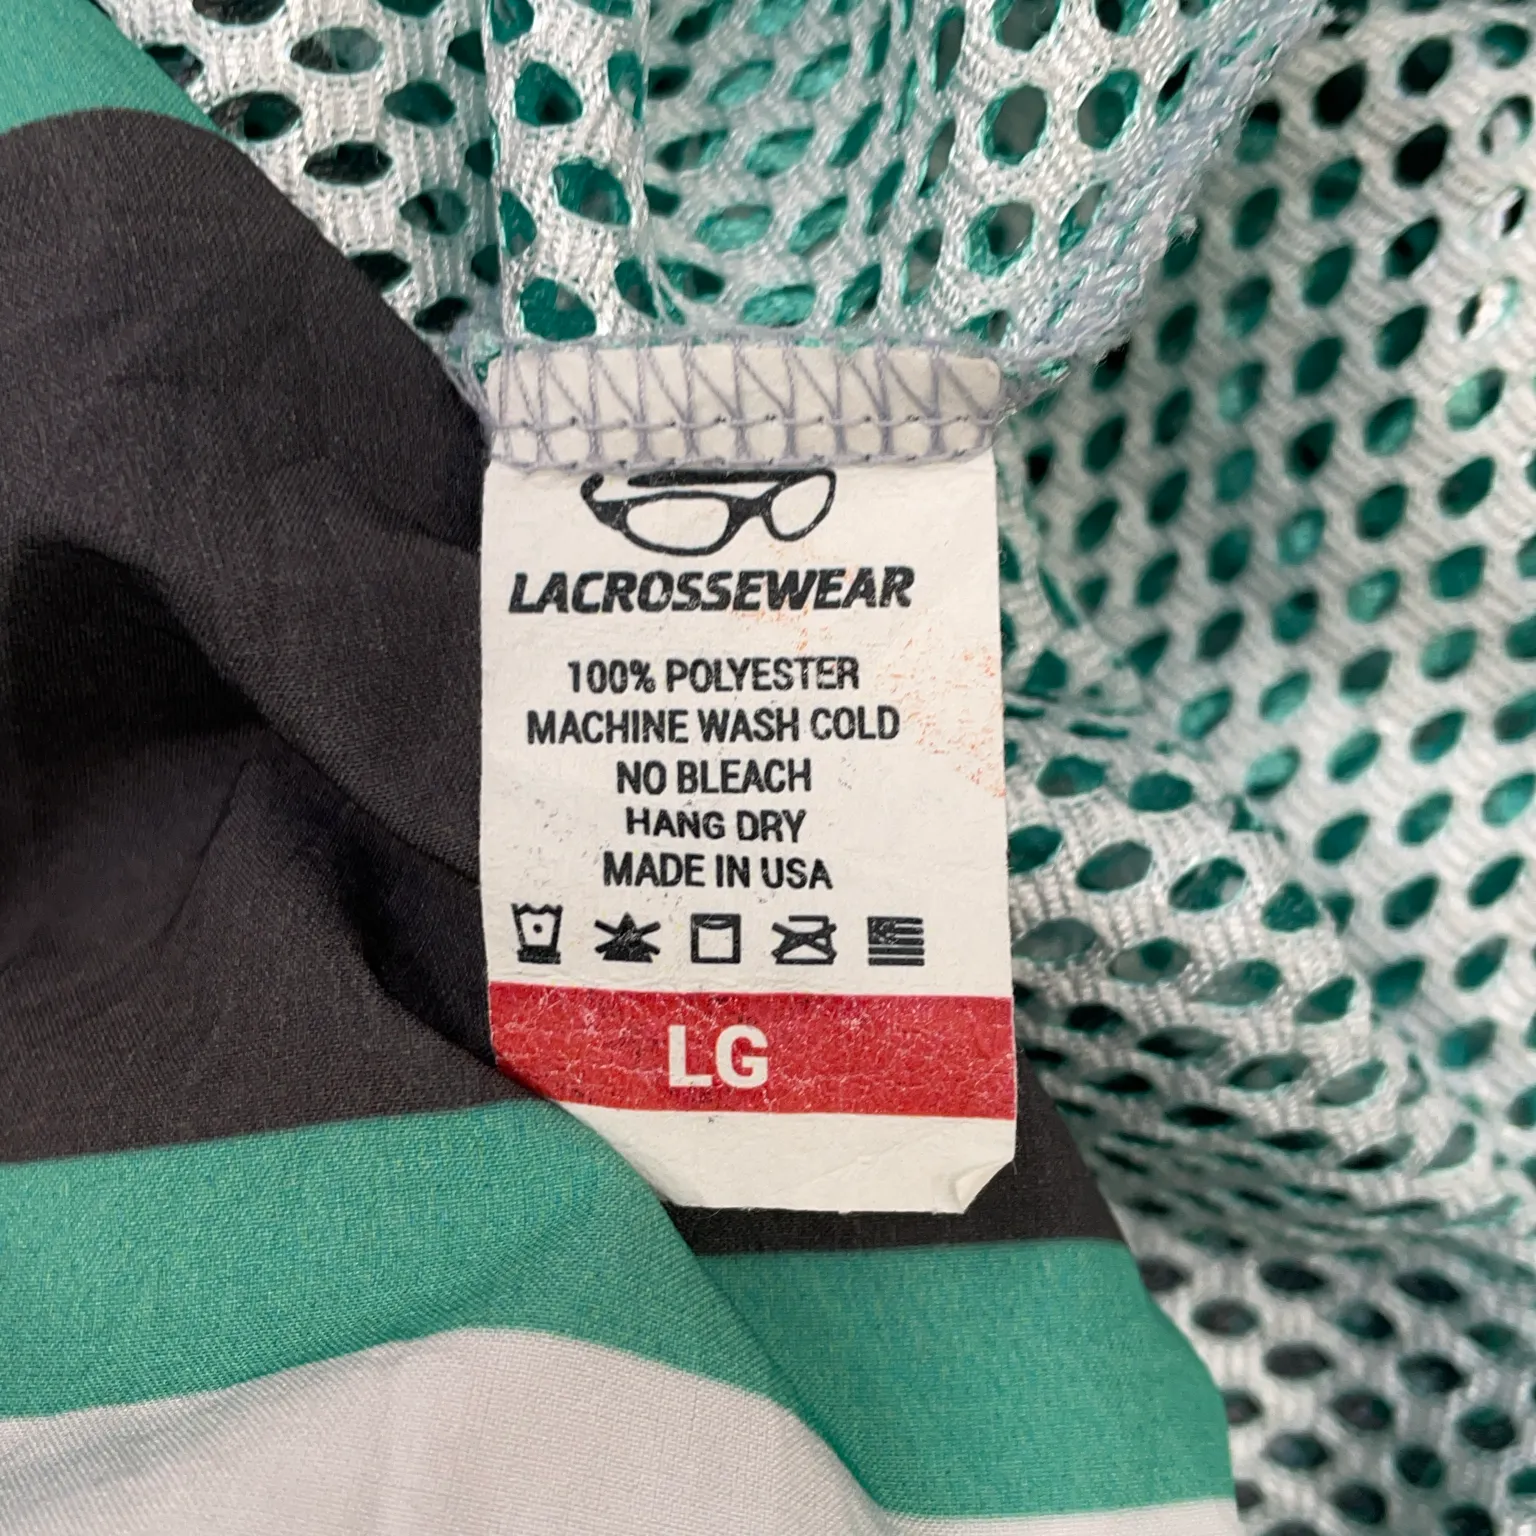 LACROSSEWEAR
100% POLYESTER
MACHINE WASH COLD
NO BLEACH
HANG DRY
MADE IN USA
LG